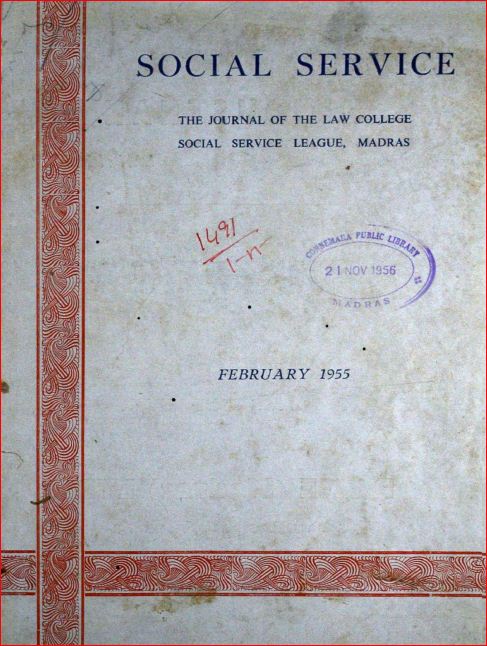 SOCIAL SERVICE
THE JOURNAL OF THE LAW COLLEGE
SOCIAL SERVICE LEAGUE, MADRAS
1491
CONNEMARA PUBLIC LIBRARY
21 NOV 1956
MADRAS
FEBRUARY 1955